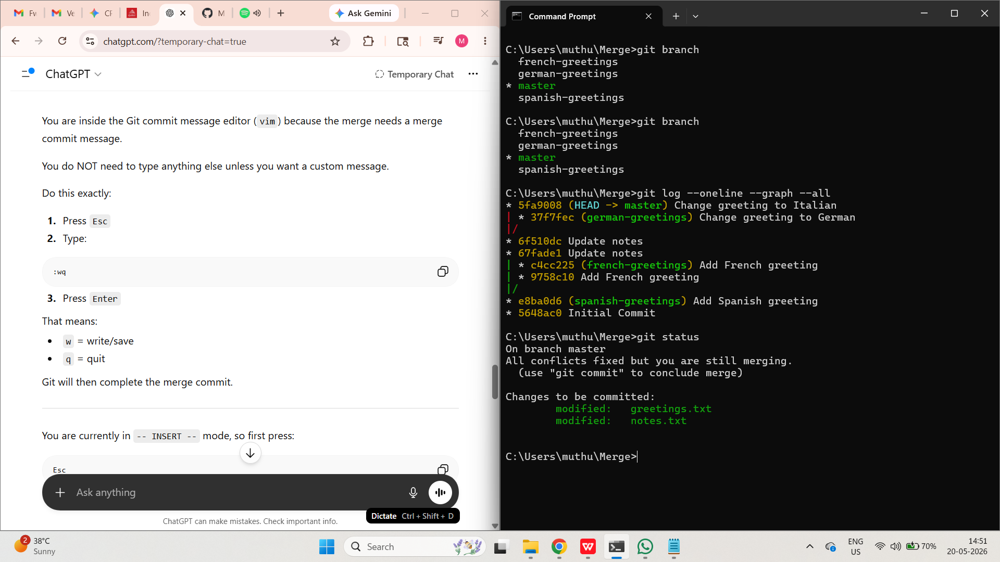 Fw
Ve
CF
In
M
Ask Gemini
chatgpt.com/?temporary-chat=true
M
ChatGPT
Temporary Chat
You are inside the Git commit message editor (vim) because the merge needs a merge
commit message.
You do NOT need to type anything else unless you want a custom message.
Do this exactly:
1. Press Esc
2. Type:
:wq
3. Press Enter
That means:
• w = write/save
• q = quit
Git will then complete the merge commit.
You are currently in -- INSERT -- mode, so first press:
Esc
Ask anything
Dictate Ctrl + Shift + D
ChatGPT can make mistakes. Check important info.
Command Prompt
C:\Users\muthu\Merge>git branch
french-greetings
german-greetings
* master
spanish-greetings
C:\Users\muthu\Merge>git branch
french-greetings
german-greetings
* master
spanish-greetings
C:\Users\muthu\Merge>git log --oneline --graph --all
* 5fa9008 (HEAD -> master) Change greeting to Italian
| * 37f7fec (german-greetings) Change greeting to German
|/
* 6f510dc Update notes
* 67fade1 Update notes
| * c4cc225 (french-greetings) Add French greeting
| * 9758c10 Add French greeting
|/
* e8ba0d6 (spanish-greetings) Add Spanish greeting
* 5648ac0 Initial Commit
C:\Users\muthu\Merge>git status
On branch master
All conflicts fixed but you are still merging.
(use "git commit" to conclude merge)
Changes to be committed:
modified: greetings.txt
modified: notes.txt
C:\Users\muthu\Merge>
2
38°C
Sunny
Search
W
ENG
US
70%
14:51
20-05-2026